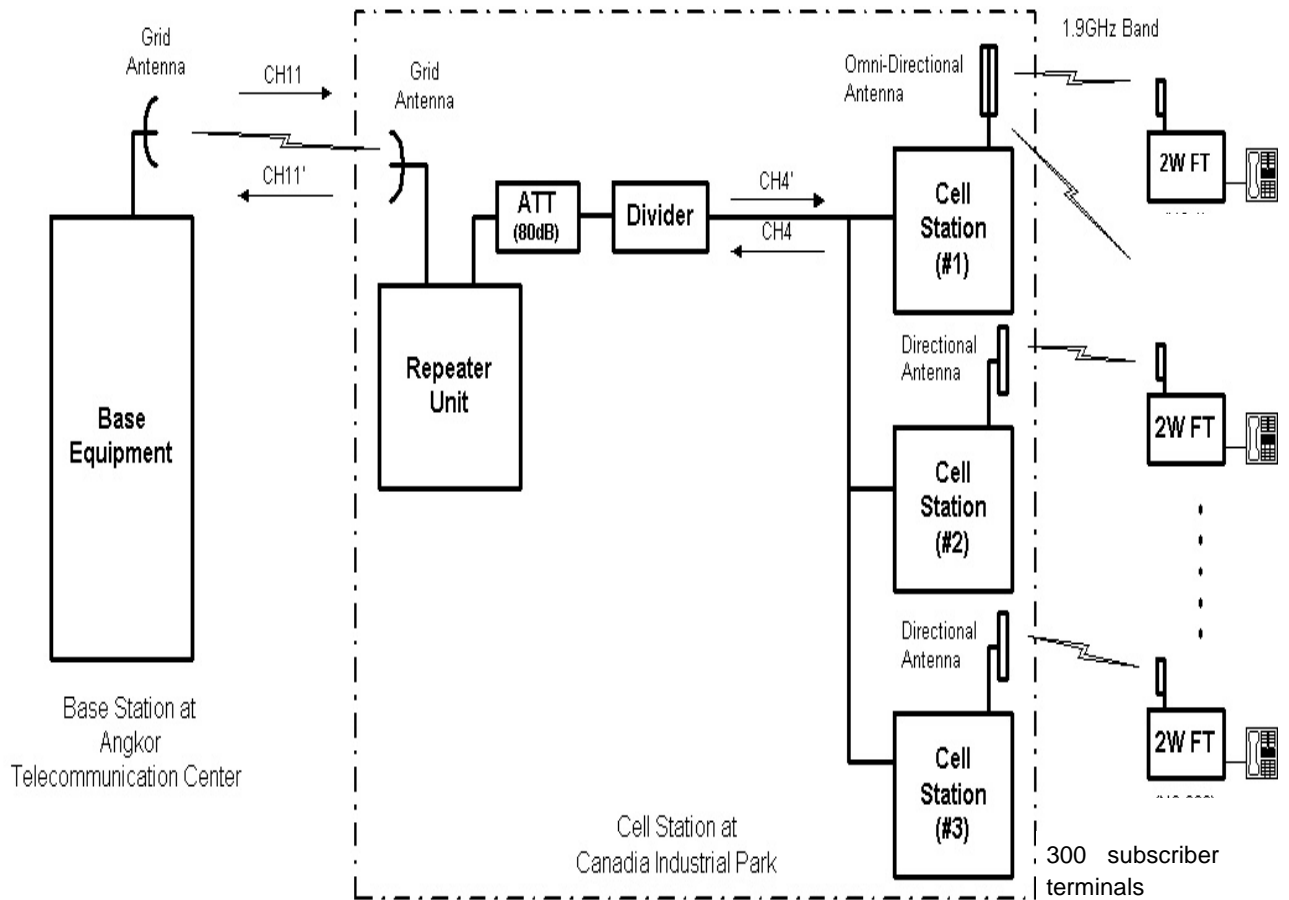 Grid
Antenna
CH11
CH11'
Grid
Antenna
Base
Equipment
Base Station at
Angkor
Telecommunication Center
Repeater
Unit
ATT
(80dB)
Divider
CH4'
CH4
Omni-Directional
Antenna
Cell
Station
(#1)
Directional
Antenna
Cell
Station
(#2)
Directional
Antenna
Cell
Station
(#3)
Cell Station at
Canadia Industrial Park
1.9GHz Band
2W FT
2W FT
2W FT
300 subscriber
terminals